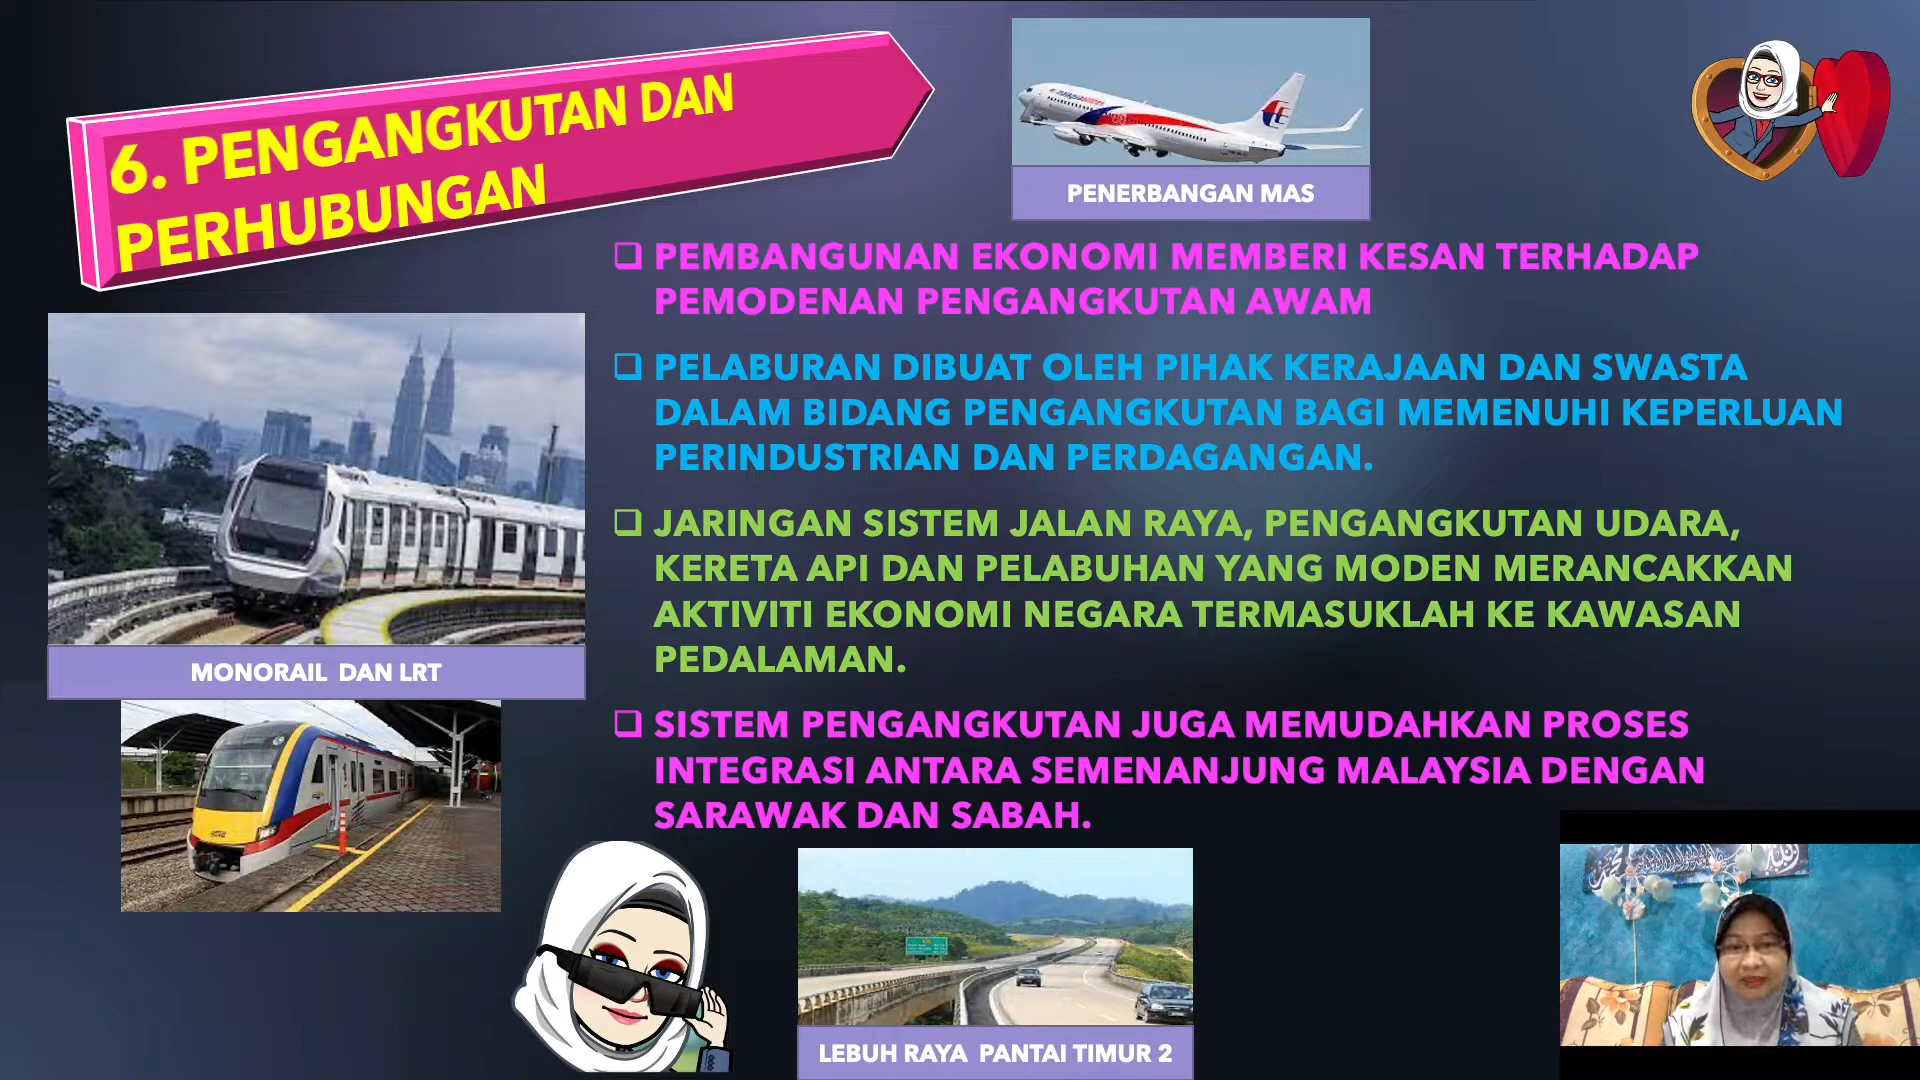 6. PENGANGKUTAN DAN
PERHUBUNGAN
malaysia airlines
PENERBANGAN MAS
❑ PEMBANGUNAN EKONOMI MEMBERI KESAN TERHADAP
PEMODENAN PENGANGKUTAN AWAM
❑ PELABURAN DIBUAT OLEH PIHAK KERAJAAN DAN SWASTA
DALAM BIDANG PENGANGKUTAN BAGI MEMENUHI KEPERLUAN
PERINDUSTRIAN DAN PERDAGANGAN.
❑ JARINGAN SISTEM JALAN RAYA, PENGANGKUTAN UDARA,
KERETA API DAN PELABUHAN YANG MODEN MERANCAKKAN
AKTIVITI EKONOMI NEGARA TERMASUKLAH KE KAWASAN
PEDALAMAN.
❑ SISTEM PENGANGKUTAN JUGA MEMUDAHKAN PROSES
INTEGRASI ANTARA SEMENANJUNG MALAYSIA DENGAN
SARAWAK DAN SABAH.
MONORAIL DAN LRT
LEBUH RAYA PANTAI TIMUR 2